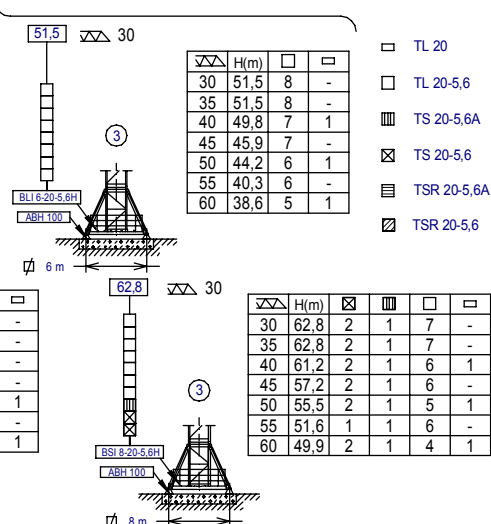 51,5 30
H(m)
30 51,5 8 -
35 51,5 8 -
40 49,8 7 1
45 45,9 7 -
50 44,2 6 1
55 40,3 6 -
60 38,6 5 1
TL 20
TL 20-5,6
TS 20-5,6A
TS 20-5,6
TSR 20-5,6A
TSR 20-5,6
3
BLI 6-20-5,6H
ABH 100
6 m
-
-
-
-
1
-
1
62,8 30
H(m)
30 62,8 2 1 7 -
35 62,8 2 1 7 -
40 61,2 2 1 6 1
45 57,2 2 1 6 -
50 55,5 2 1 5 1
55 51,6 1 1 6 -
60 49,9 2 1 4 1
3
BSI 8-20-5,6H
ABH 100
8 m